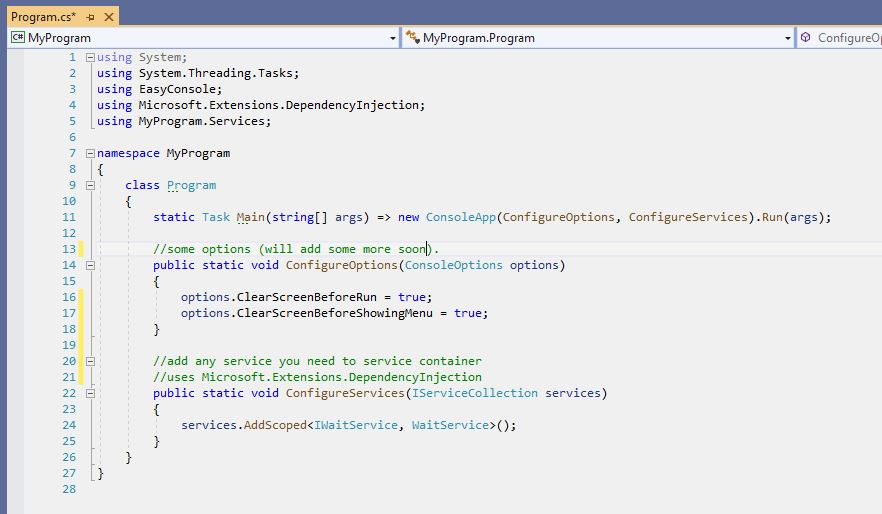 Program.cs*
C# MyProgram MyProgram.Program ConfigureOp
1 using System;
2 using System.Threading.Tasks;
3 using EasyConsole;
4 using Microsoft.Extensions.DependencyInjection;
5 using MyProgram.Services;
6
7 namespace MyProgram
8 {
9 class Program
10 {
11 static Task Main(string[] args) => new ConsoleApp(ConfigureOptions, ConfigureServices).Run(args);
12
13 //some options (will add some more soon).
14 public static void ConfigureOptions(ConsoleOptions options)
15 {
16 options.ClearScreenBeforeRun = true;
17 options.ClearScreenBeforeShowingMenu = true;
18 }
19
20 //add any service you need to service container
21 //uses Microsoft.Extensions.DependencyInjection
22 public static void ConfigureServices(IServiceCollection services)
23 {
24 services.AddScoped<IWaitService, WaitService>();
25 }
26 }
27 }
28